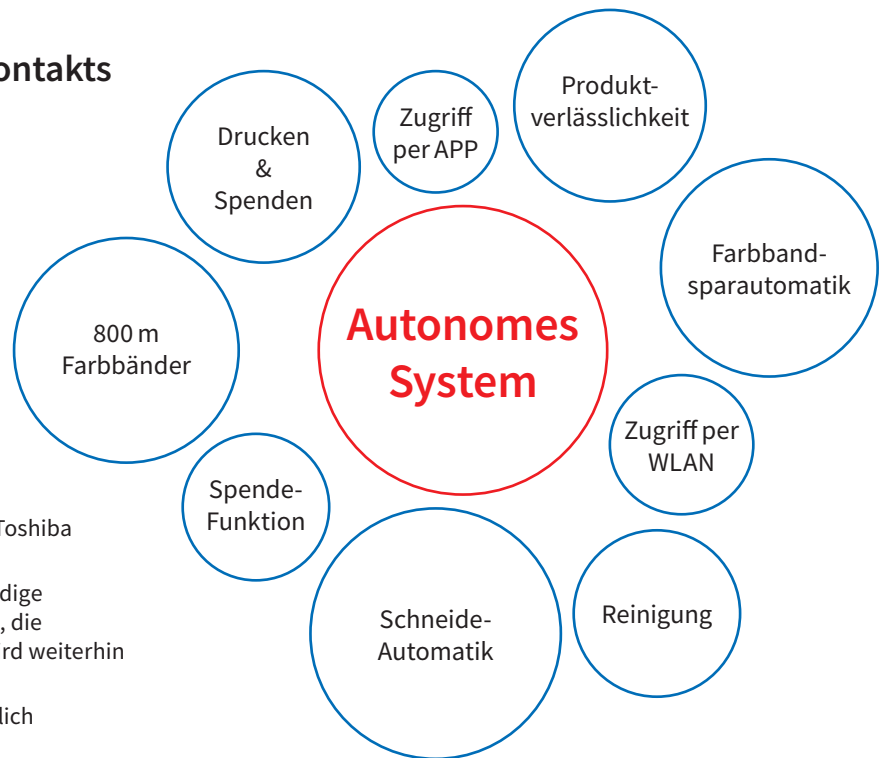 ontakts
Drucken
&
Spenden
Zugriff
per APP
Produkt-
verlässlichkeit
Farbband-
sparautomatik
800 m
Farbbänder
Autonomes
System
Zugriff per
WLAN
Spende-
Funktion
Schneide-
Automatik
Reinigung
Toshiba
dige
, die
ird weiterhin
lich